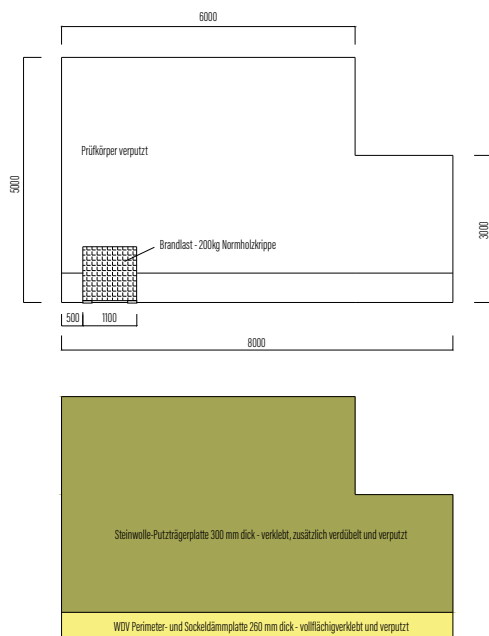 6000
Prüfkörper verputzt
5000
3000
Brandlast - 200kg Normholzkrippe
500
1100
8000
Steinwolle-Putzträgerplatte 300 mm dick - verklebt, zusätzlich verdübelt und verputzt
WDV Perimeter- und Sockeldämmplatte 260 mm dick - vollflächigverklebt und verputzt